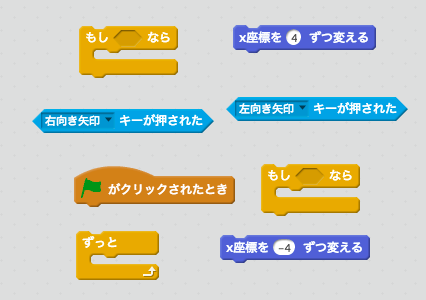 もし なら
x座標を 4 ずつ変える
右向き矢印 キーが押された
左向き矢印 キーが押された
がクリックされたとき
もし なら
ずっと
x座標を -4 ずつ変える